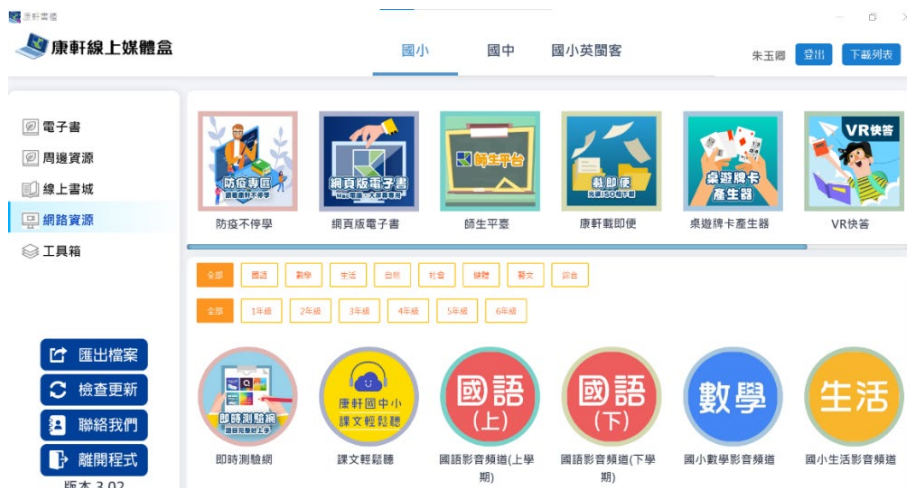 康軒書櫃
康軒線上媒體盒
國小
國中
國小英閩客
朱玉卿
登出
下載列表
電子書
周邊資源
線上書城
網路資源
工具箱
匯出檔案
檢查更新
聯絡我們
離開程式
版本 3.02
防疫專區
防疫不停學
網頁版電子書
網頁版電子書
師生平台
師生平臺
載即便
康軒載即便
桌遊牌卡
產生器
桌遊牌卡產生器
VR快答
VR快答
全部
國語
數學
生活
自然
社會
健體
藝文
綜合
全部
1年級
2年級
3年級
4年級
5年級
6年級
即時測驗網
即時測驗網
康軒國中小
課文輕鬆聽
課文輕鬆聽
國語
(上)
國語影音頻道(上學
期)
國語
(下)
國語影音頻道(下學
期)
數學
國小數學影音頻道
生活
國小生活影音頻道